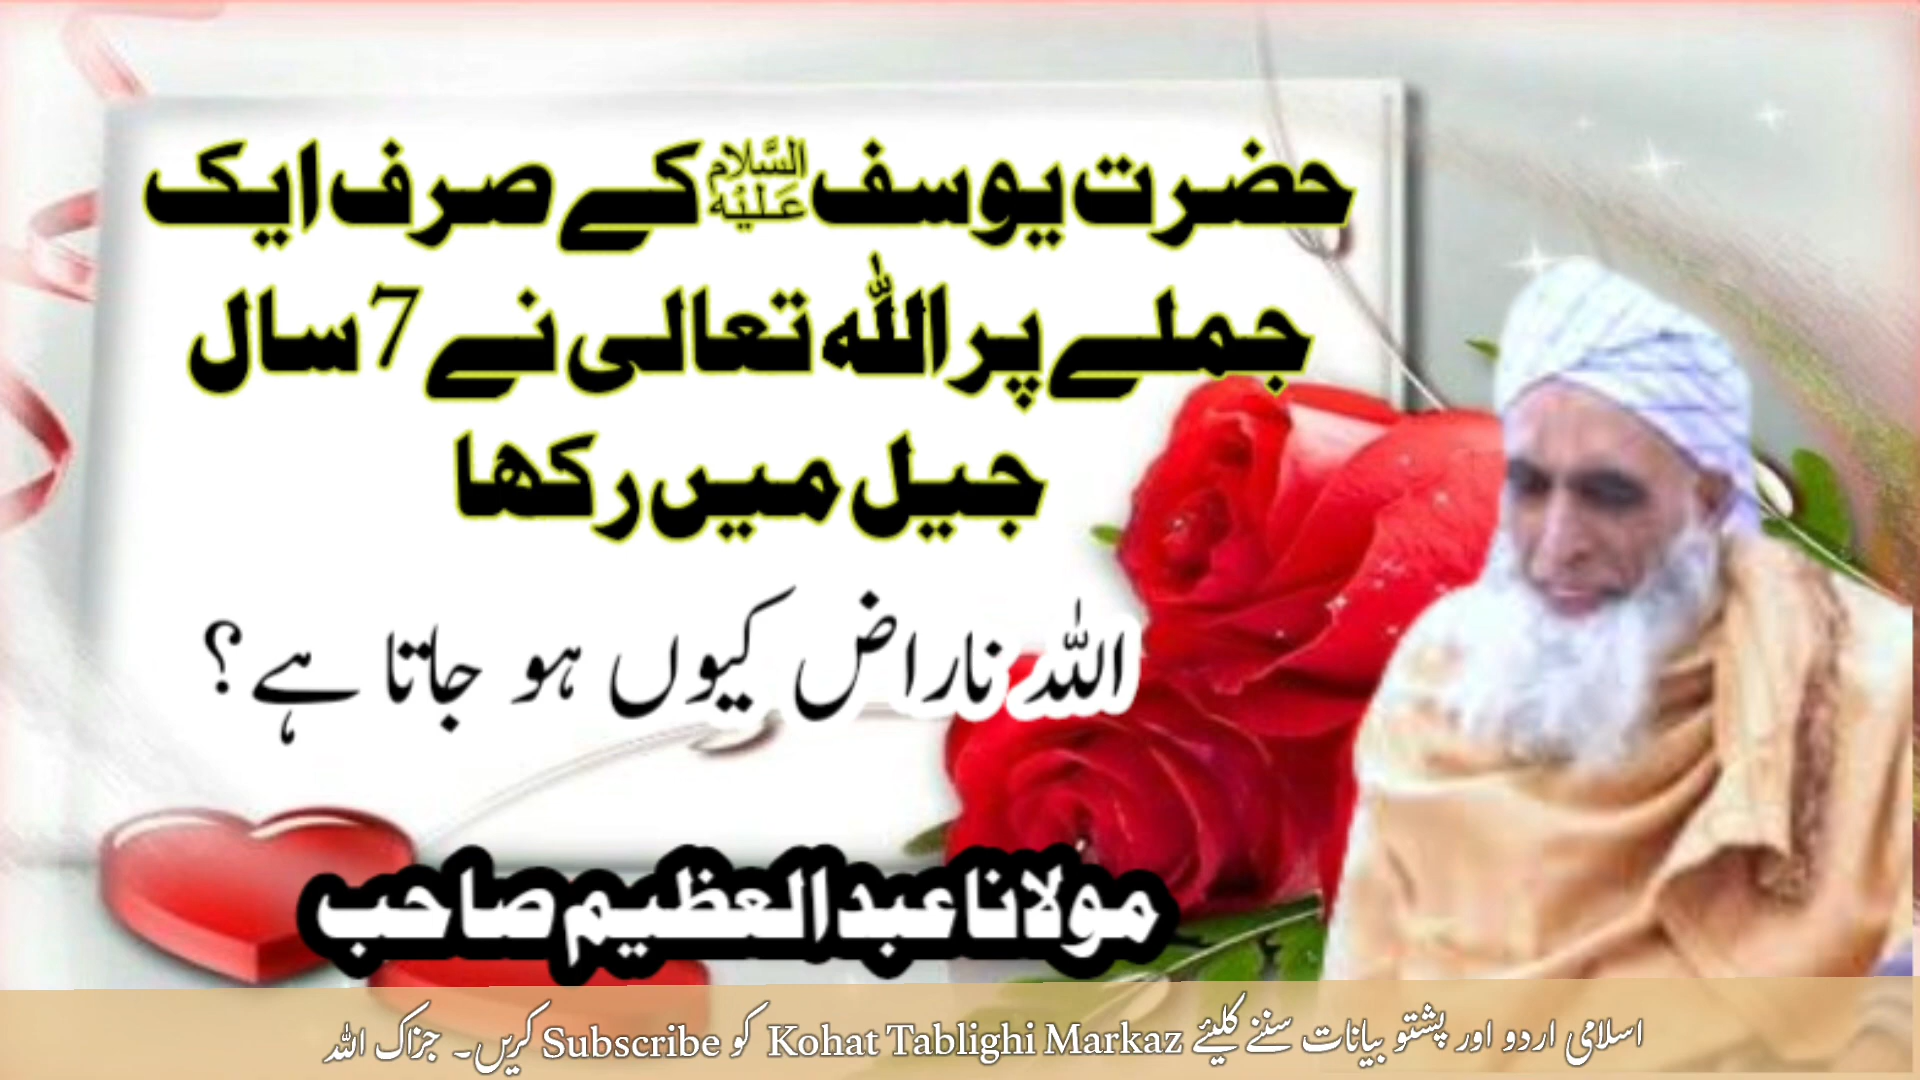 حضرت یوسف علیہ السلام کے صرف ایک
جملے پر اللہ تعالی نے 7 سال
جیل میں رکھا
اللہ ناراض کیوں ہو جاتا ہے؟
مولانا عبدالعظیم صاحب
اسلامی اردو اور پشتو بیانات سننے کلیئے Kohat Tablighi Markaz کو Subscribe کریں۔ جزاک اللہ